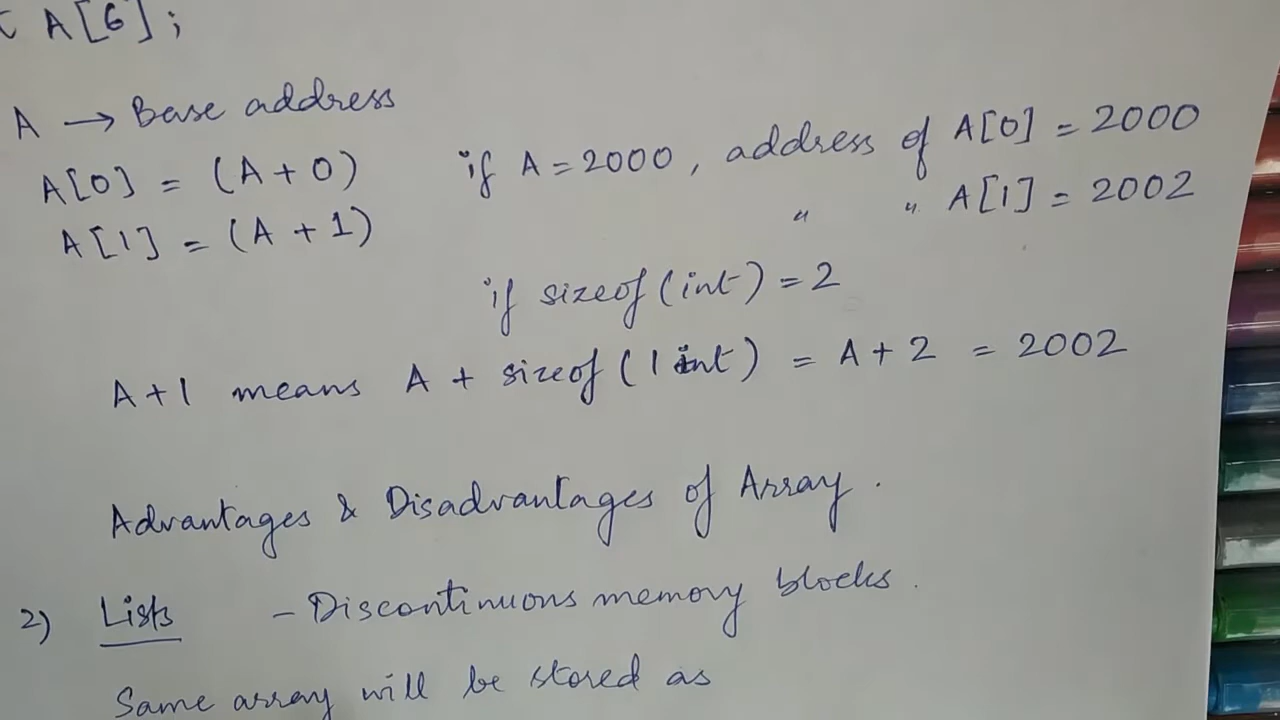 A[6];
A → Base address
A[0] = (A+0) if A = 2000, address of A[0] = 2000
A[1] = (A+1) " " A[1] = 2002
if sizeof(int) = 2
A+1 means A + sizeof(1 int) = A+2 = 2002
Advantages & Disadvantages of Array.
2) Lists - Discontinuous memory blocks.
Same array will be stored as